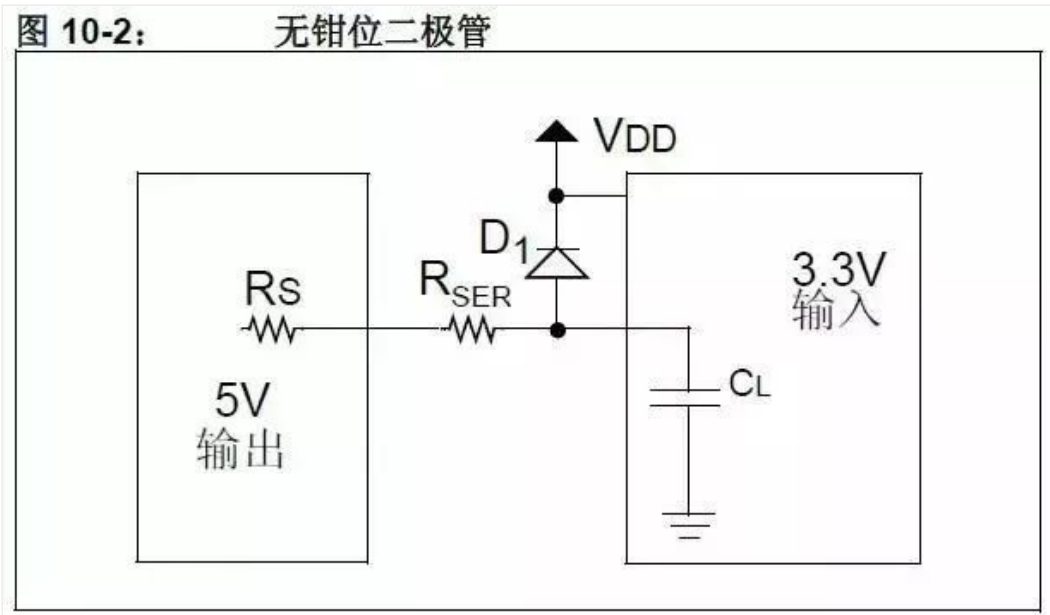 图 10-2： 无钳位二极管
VDD
D1
RSER
Rs
3.3V
输入
CL
5V
输出